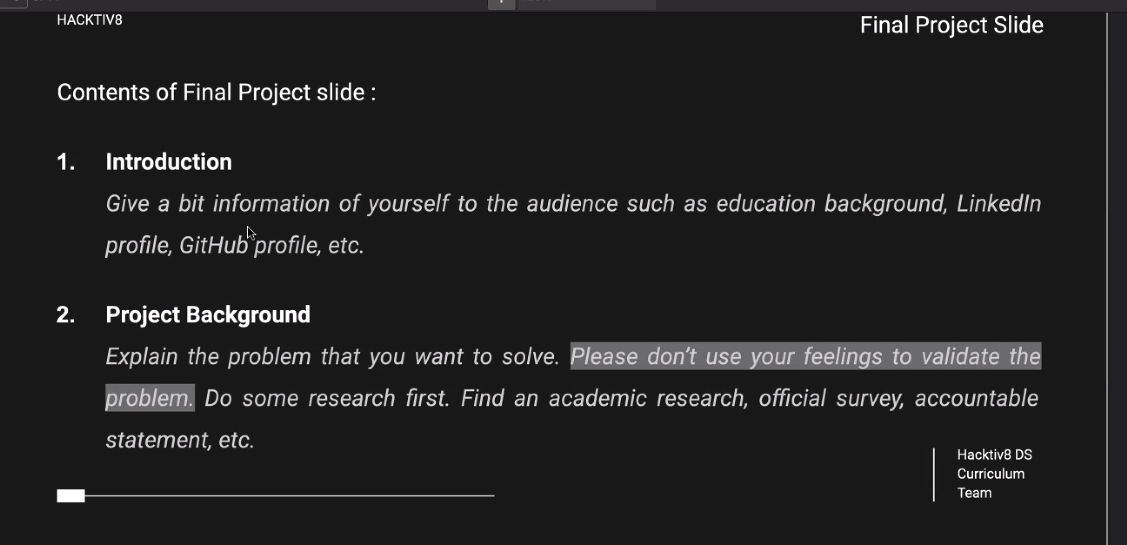 HACKTIV8
Final Project Slide
Contents of Final Project slide :
1. Introduction
Give a bit information of yourself to the audience such as education background, LinkedIn
profile, GitHub profile, etc.
2. Project Background
Explain the problem that you want to solve. Please don't use your feelings to validate the
problem. Do some research first. Find an academic research, official survey, accountable
statement, etc.
Hacktiv8 DS
Curriculum
Team